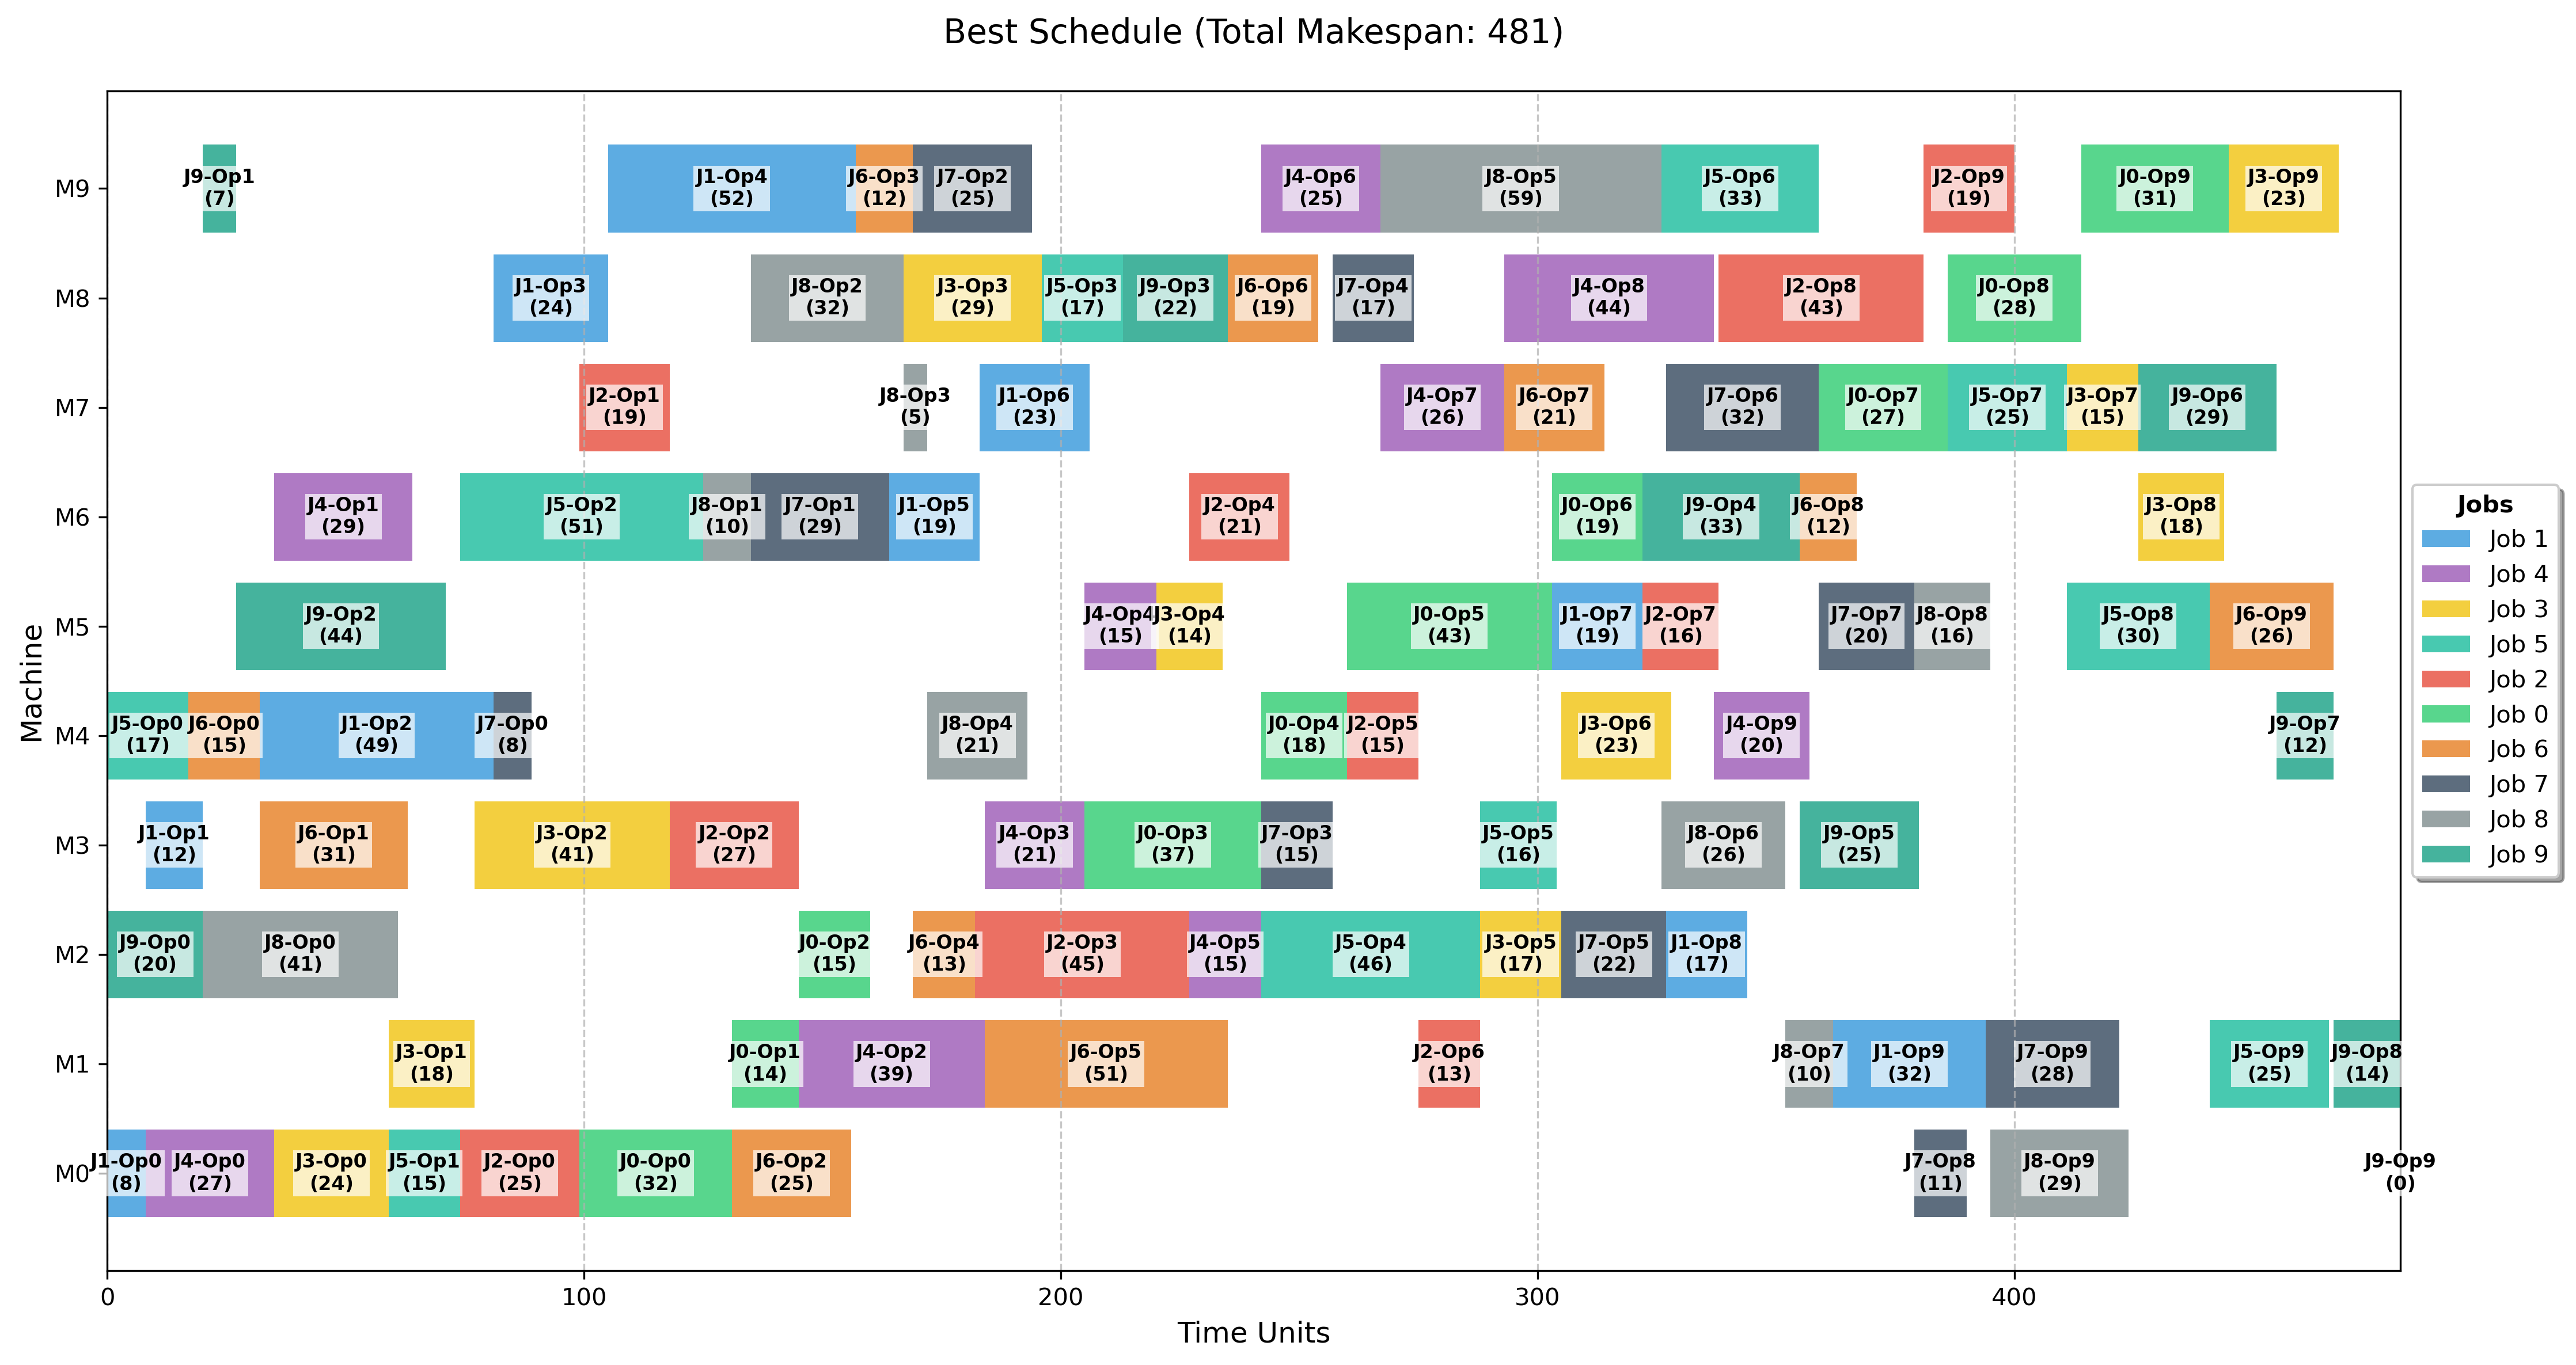 Best Schedule (Total Makespan: 481)
M9
J9-Op1
(7)
J1-Op4
(52)
J6-Op3
(12)
J7-Op2
(25)
J4-Op6
(25)
J8-Op5
(59)
J5-Op6
(33)
J2-Op9
(19)
J0-Op9
(31)
J3-Op9
(23)
M8
J1-Op3
(24)
J8-Op2
(32)
J3-Op3
(29)
J5-Op3
(17)
J9-Op3
(22)
J6-Op6
(19)
J7-Op4
(17)
J4-Op8
(44)
J2-Op8
(43)
J0-Op8
(28)
M7
J2-Op1
(19)
J8-Op3
(5)
J1-Op6
(23)
J4-Op7
(26)
J6-Op7
(21)
J7-Op6
(32)
J0-Op7
(27)
J5-Op7
(25)
J3-Op7
(15)
J9-Op6
(29)
M6
J4-Op1
(29)
J5-Op2
(51)
J8-Op1
(10)
J7-Op1
(29)
J1-Op5
(19)
J2-Op4
(21)
J0-Op6
(19)
J9-Op4
(33)
J6-Op8
(12)
J3-Op8
(18)
M5
J9-Op2
(44)
J4-Op4
(15)
J3-Op4
(14)
J0-Op5
(43)
J1-Op7
(19)
J2-Op7
(16)
J7-Op7
(20)
J8-Op8
(16)
J5-Op8
(30)
J6-Op9
(26)
M4
J5-Op0
(17)
J6-Op0
(15)
J1-Op2
(49)
J7-Op0
(8)
J8-Op4
(21)
J0-Op4
(18)
J2-Op5
(15)
J3-Op6
(23)
J4-Op9
(20)
J9-Op7
(12)
M3
J1-Op1
(12)
J6-Op1
(31)
J3-Op2
(41)
J2-Op2
(27)
J4-Op3
(21)
J0-Op3
(37)
J7-Op3
(15)
J5-Op5
(16)
J8-Op6
(26)
J9-Op5
(25)
M2
J9-Op0
(20)
J8-Op0
(41)
J0-Op2
(15)
J6-Op4
(13)
J2-Op3
(45)
J4-Op5
(15)
J5-Op4
(46)
J3-Op5
(17)
J7-Op5
(22)
J1-Op8
(17)
M1
J3-Op1
(18)
J0-Op1
(14)
J4-Op2
(39)
J6-Op5
(51)
J2-Op6
(13)
J8-Op7
(10)
J1-Op9
(32)
J7-Op9
(28)
J5-Op9
(25)
J9-Op8
(14)
M0
J1-Op0
(8)
J4-Op0
(27)
J3-Op0
(24)
J5-Op1
(15)
J2-Op0
(25)
J0-Op0
(32)
J6-Op2
(25)
J7-Op8
(11)
J8-Op9
(29)
J9-Op9
(0)
Machine
0
100
200
300
400
Time Units
Jobs
Job 1
Job 4
Job 3
Job 5
Job 2
Job 0
Job 6
Job 7
Job 8
Job 9